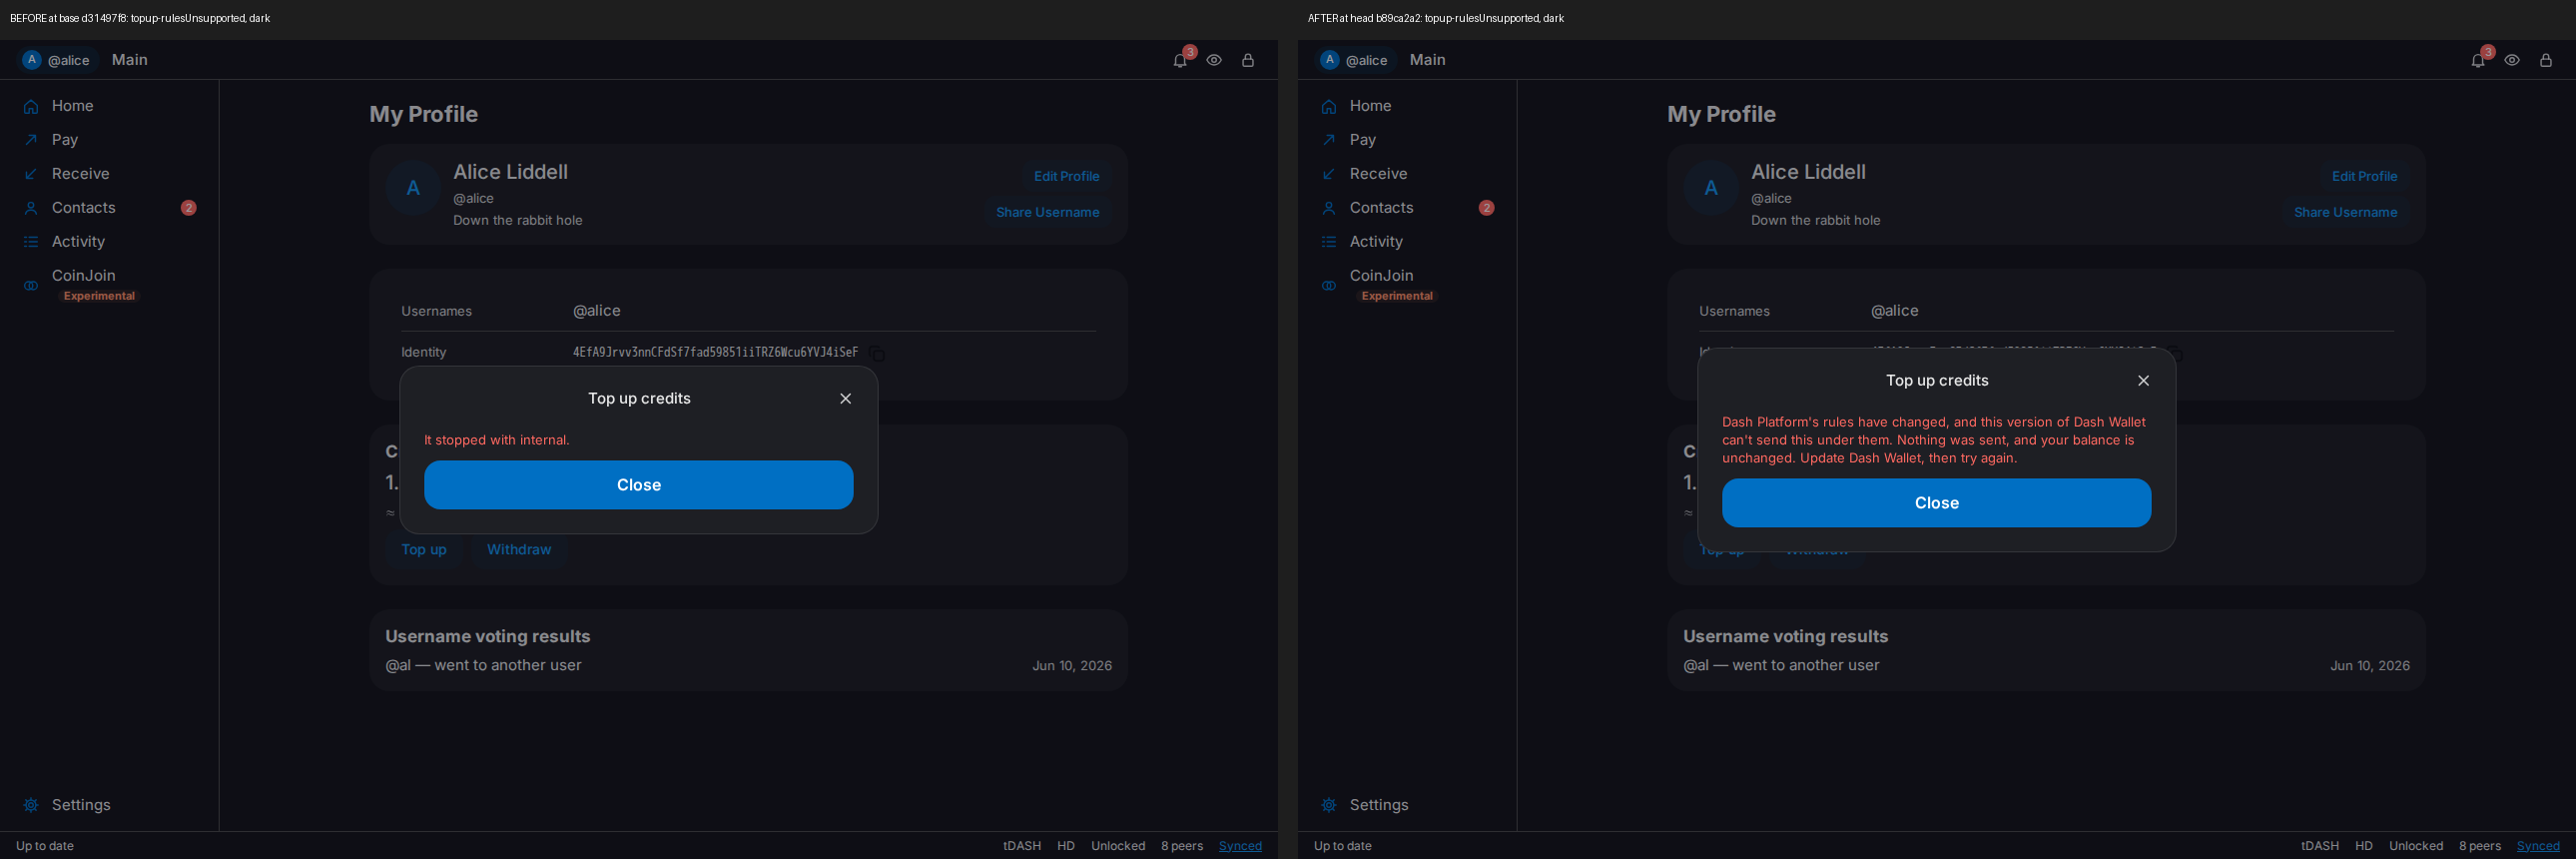 BEFORE at base d31497f8: topup-rulesUnsupported, dark
A
@alice
Main
3
Home
Pay
Receive
Contacts
2
Activity
CoinJoin
Experimental
Settings
My Profile
A
Alice Liddell
@alice
Down the rabbit hole
Edit Profile
Share Username
Usernames
@alice
Identity
4EfA9Jrvv3nnCFdSf7fad59851iiTRZ6Wcu6YVJ4iSeF
Top up credits
It stopped with internal.
Close
C
1.
≈
Top up
Withdraw
Username voting results
@al — went to another user
Jun 10, 2026
Up to date
tDASH
HD
Unlocked
8 peers
Synced
AFTER at head b89ca2a2: topup-rulesUnsupported, dark
A
@alice
Main
3
Home
Pay
Receive
Contacts
2
Activity
CoinJoin
Experimental
Settings
My Profile
A
Alice Liddell
@alice
Down the rabbit hole
Edit Profile
Share Username
Usernames
@alice
Top up credits
Dash Platform's rules have changed, and this version of Dash Wallet
can't send this under them. Nothing was sent, and your balance is
unchanged. Update Dash Wallet, then try again.
Close
C
1.
≈
Username voting results
@al — went to another user
Jun 10, 2026
Up to date
tDASH
HD
Unlocked
8 peers
Synced